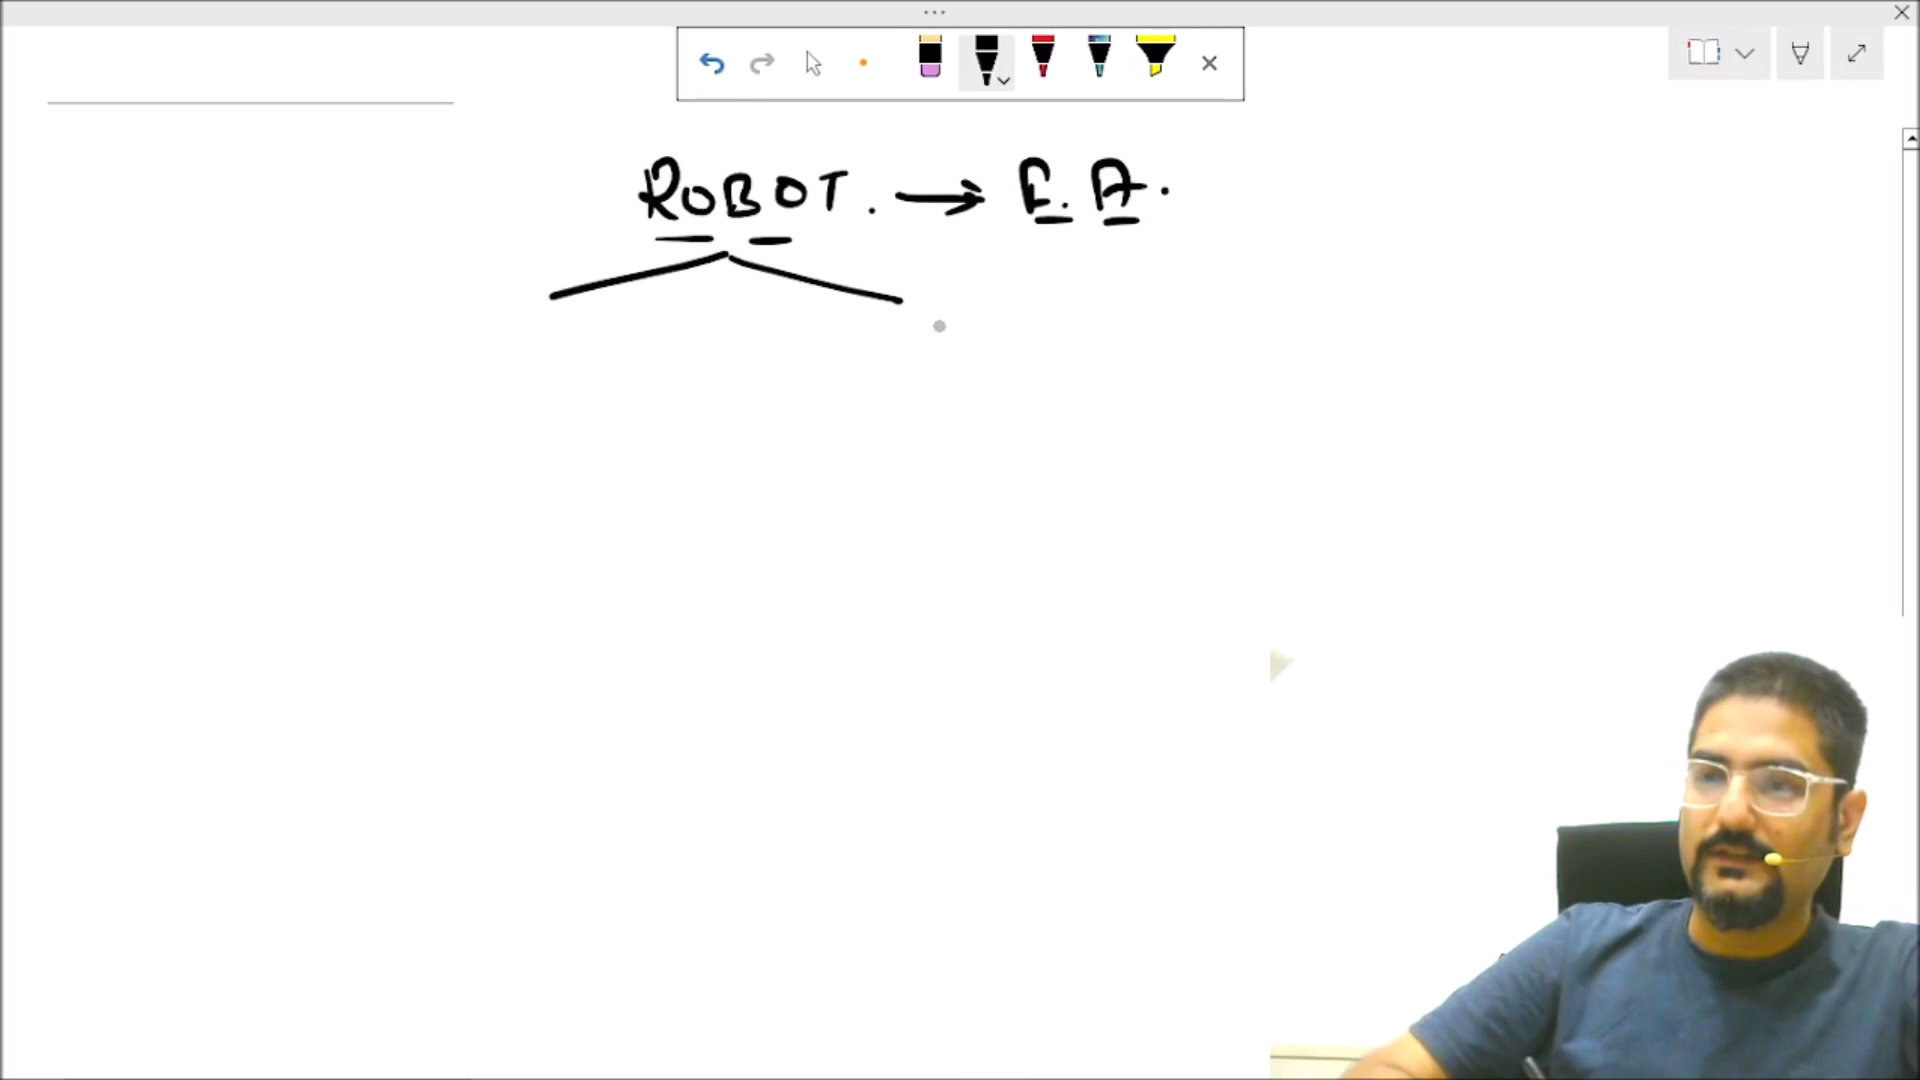 ROBOT. → E. A.